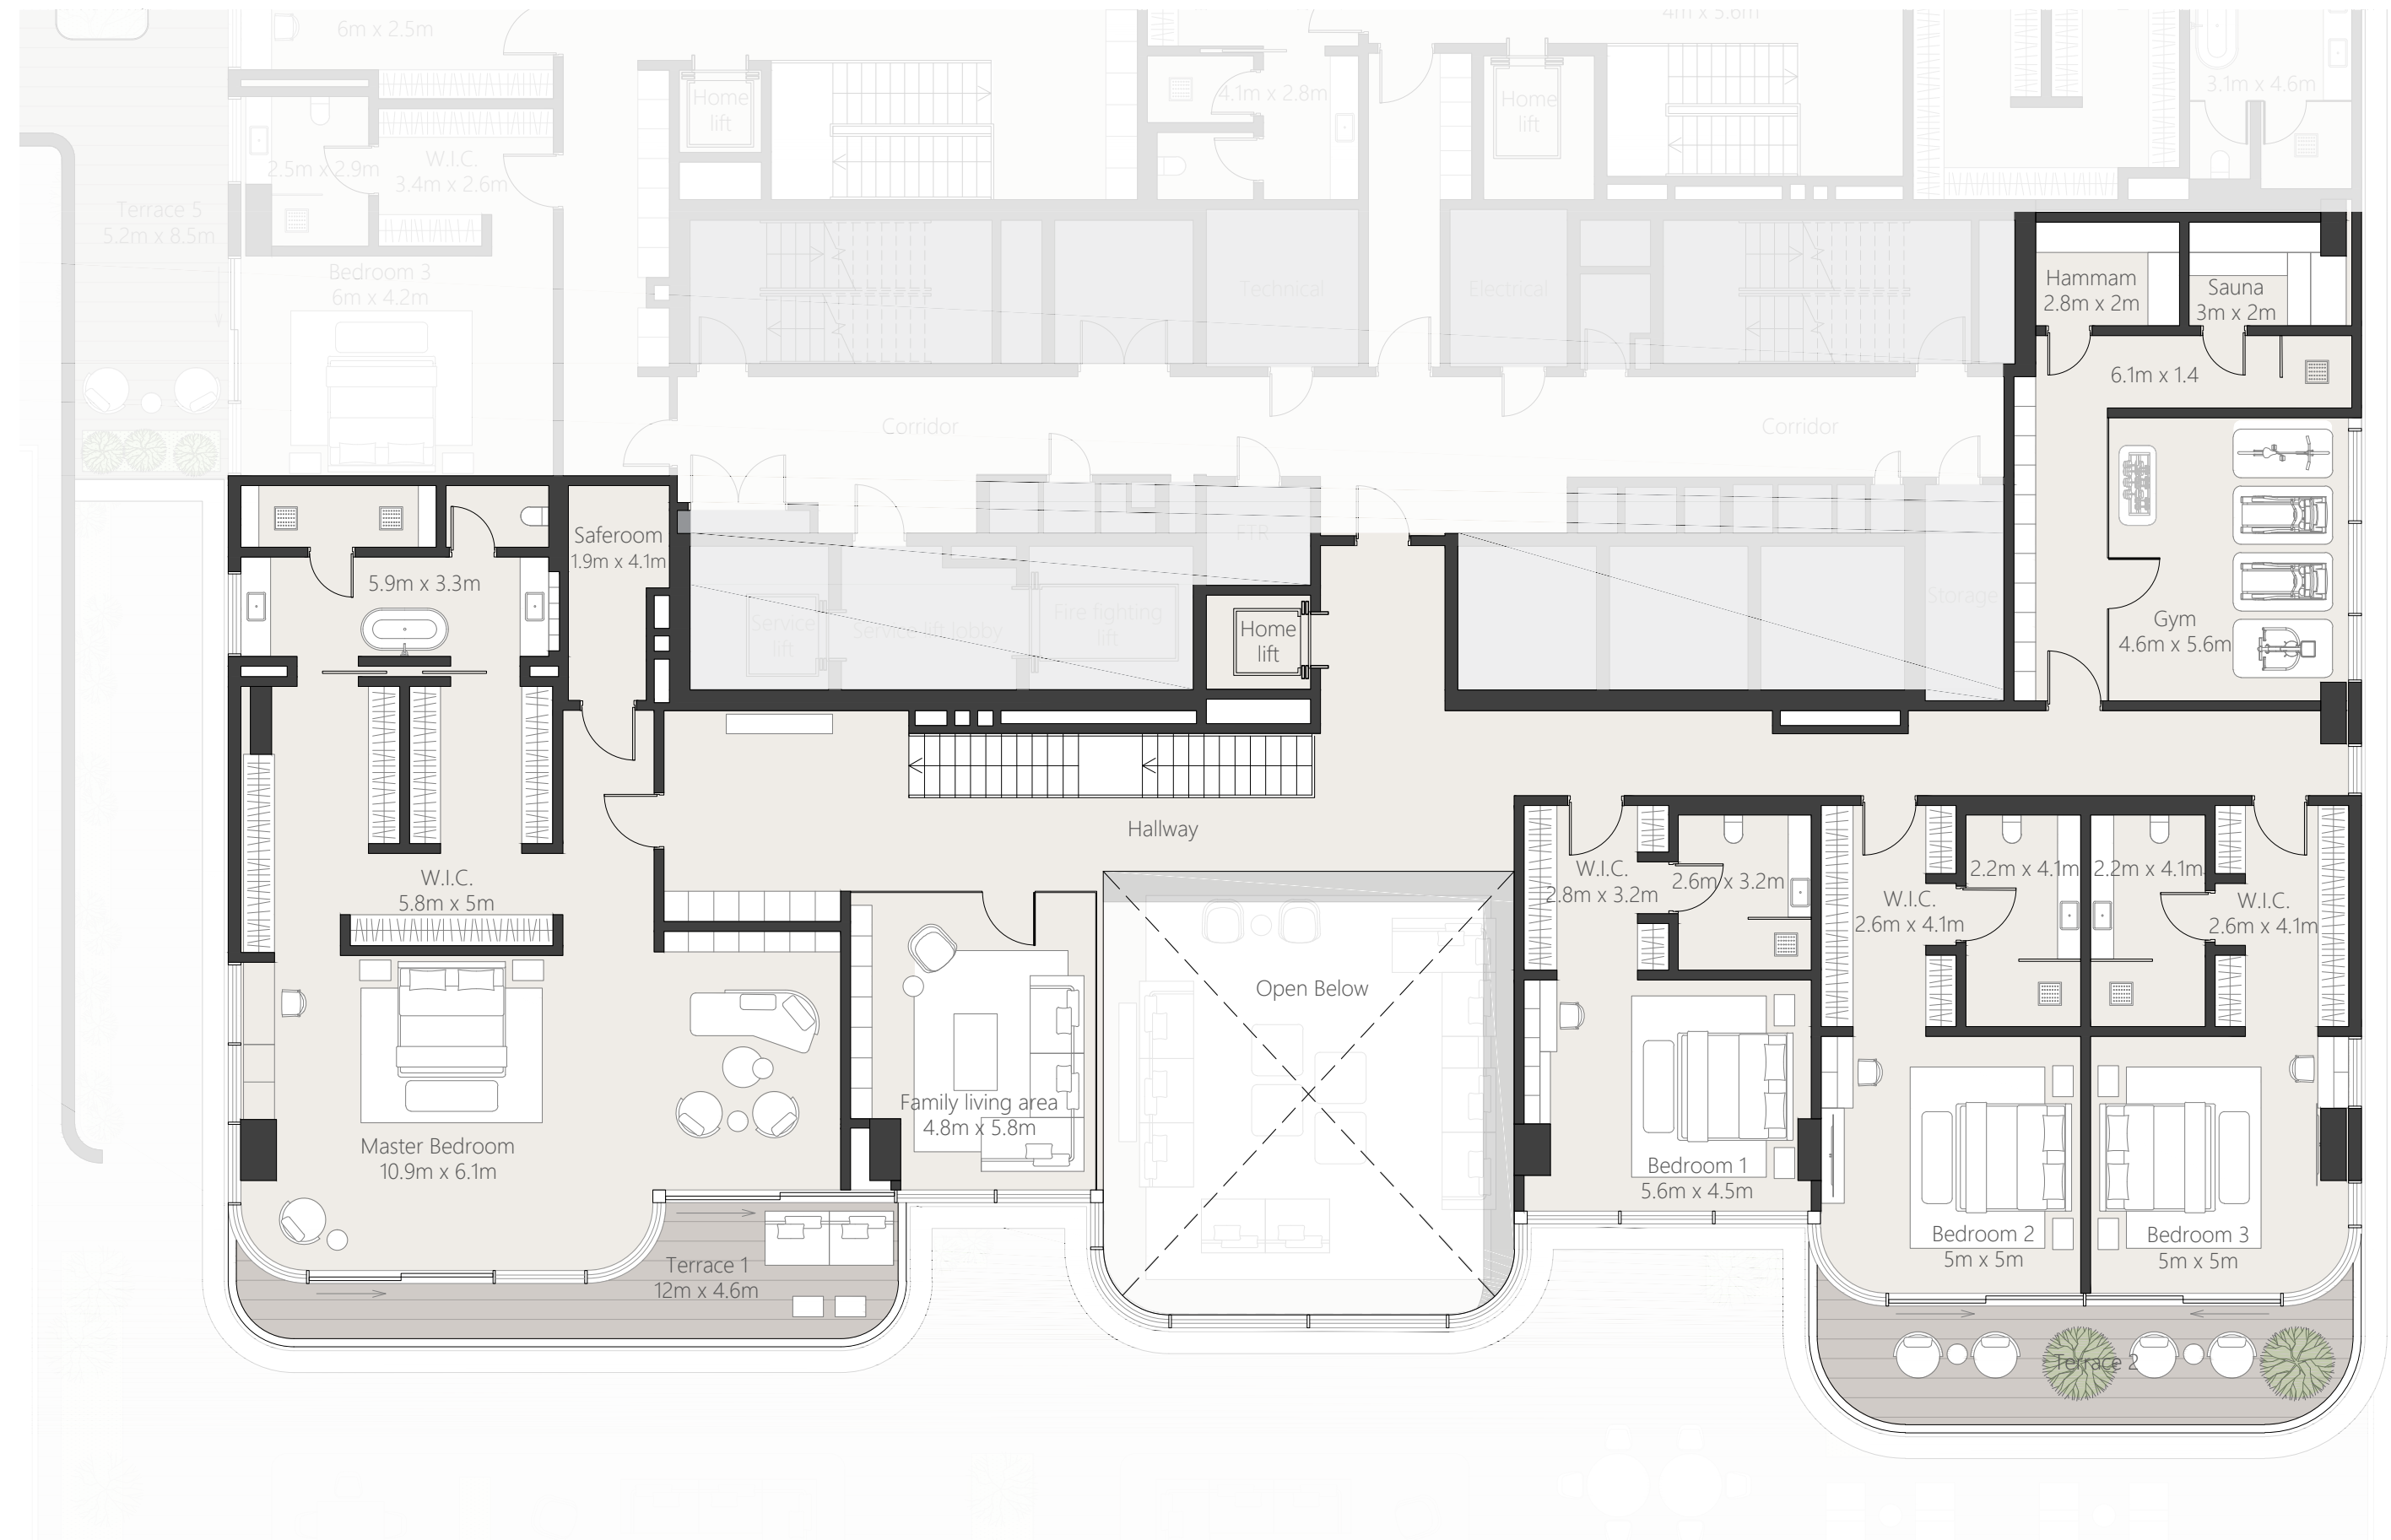 4m x 5.6m
6m x 2.5m
Home
lift
4.1m x 2.8m
Home
lift
3.1m x 4.6m
2.5m x 2.9m
W.I.C.
3.4m x 2.6m
Terrace 5
5.2m x 8.5m
Bedroom 3
6m x 4.2m
Technical
Electrical
Hammam
2.8m x 2m
Sauna
3m x 2m
6.1m x 1.4
Corridor
Corridor
Saferoom
1.9m x 4.1m
FTR
5.9m x 3.3m
Service
lift
Service lift lobby
Fire fighting
lift
Home
lift
Storage
Gym
4.6m x 5.6m
Hallway
W.I.C.
5.8m x 5m
W.I.C.
2.8m x 3.2m
2.6m x 3.2m
W.I.C.
2.6m x 4.1m
2.2m x 4.1m
2.2m x 4.1m
W.I.C.
2.6m x 4.1m
Open Below
Family living area
4.8m x 5.8m
Master Bedroom
10.9m x 6.1m
Bedroom 1
5.6m x 4.5m
Bedroom 2
5m x 5m
Bedroom 3
5m x 5m
Terrace 1
12m x 4.6m
Terrace 2